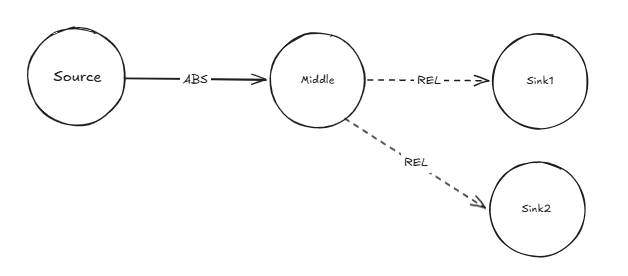 Source
ABS
Middle
REL
Sink1
REL
Sink2